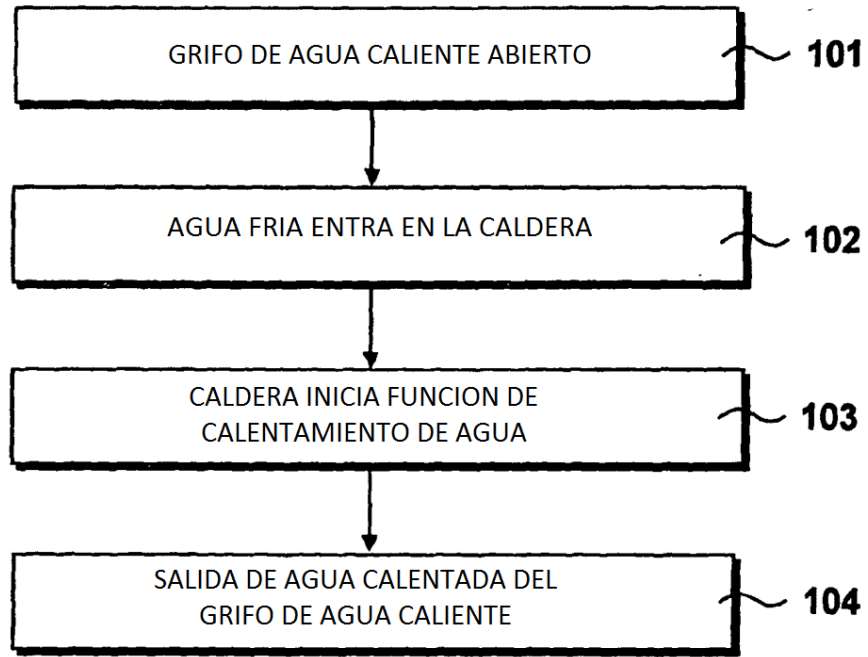 GRIFO DE AGUA CALIENTE ABIERTO
101
AGUA FRIA ENTRA EN LA CALDERA
102
CALDERA INICIA FUNCION DE
CALENTAMIENTO DE AGUA
103
SALIDA DE AGUA CALENTADA DEL
GRIFO DE AGUA CALIENTE
104